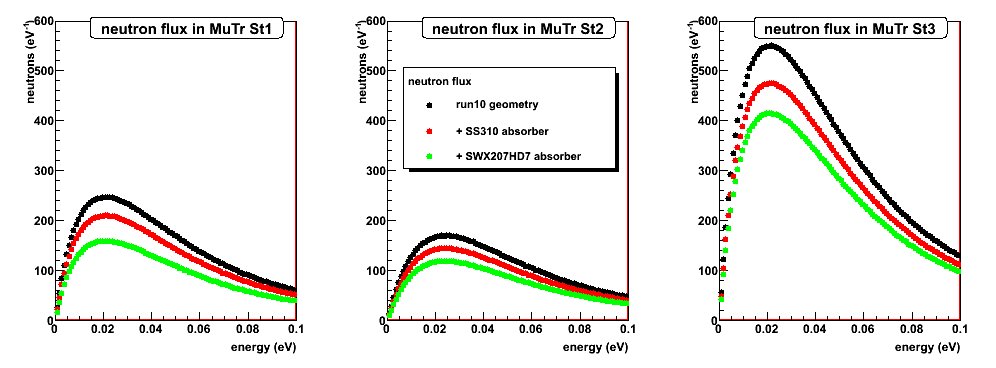 neutron flux in MuTr St1
neutrons (eV⁻¹)
600
500
400
300
200
100
0
0 0.02 0.04 0.06 0.08 0.1
energy (eV)
neutron flux in MuTr St2
neutrons (eV⁻¹)
600
500
400
300
200
100
0
neutron flux
run10 geometry
+ SS310 absorber
+ SWX207HD7 absorber
0 0.02 0.04 0.06 0.08 0.1
energy (eV)
neutron flux in MuTr St3
neutrons (eV⁻¹)
600
500
400
300
200
100
0
0 0.02 0.04 0.06 0.08 0.1
energy (eV)